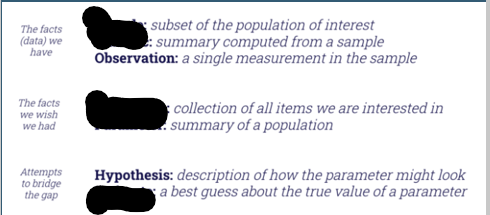 The facts
(data) we
have
: subset of the population of interest
: summary computed from a sample
Observation: a single measurement in the sample
The facts
we wish
we had
: collection of all items we are interested in
: summary of a population
Attempts
to bridge
the gap
Hypothesis: description of how the parameter might look
: a best guess about the true value of a parameter